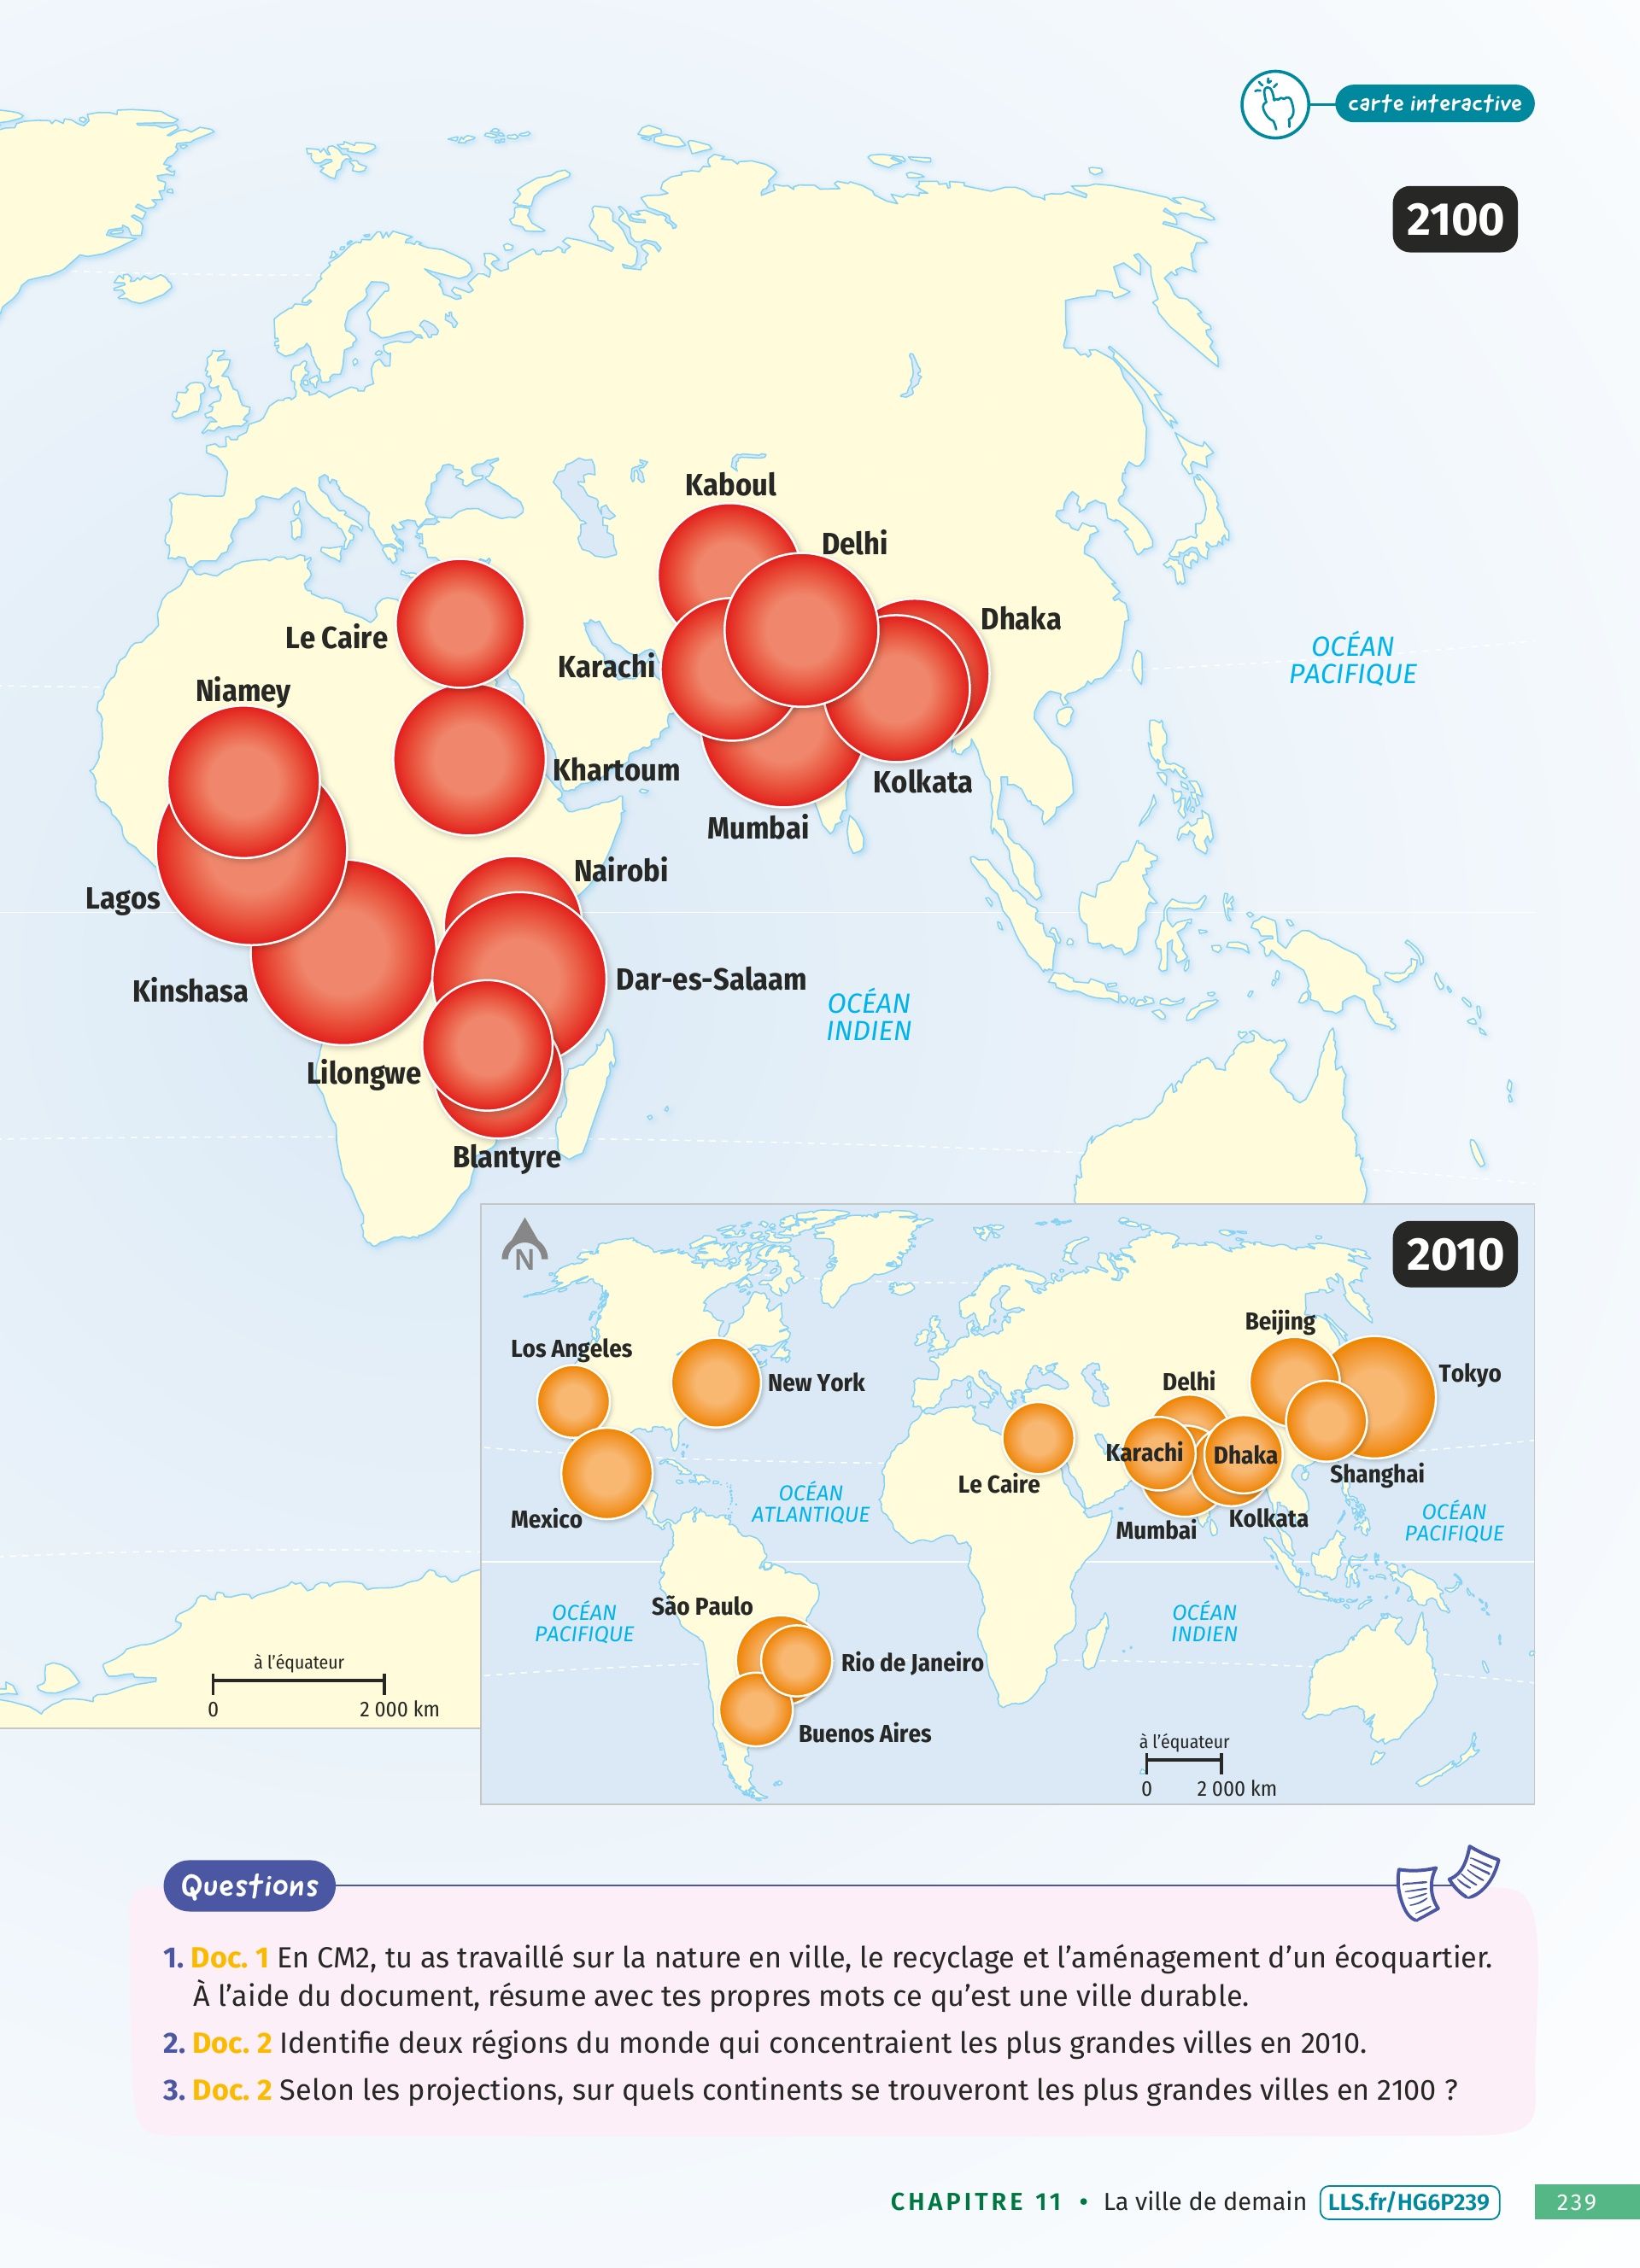 carte interactive
2100
Kaboul
Delhi
Dhaka
Le Caire
Karachi
OCÉAN
PACIFIQUE
Niamey
Khartoum
Kolkata
Mumbai
Nairobi
Lagos
Kinshasa
Dar-es-Salaam
OCÉAN
INDIEN
Lilongwe
Blantyre
à l'équateur
0 2 000 km
N
2010
Los Angeles
New York
Beijing
Tokyo
Delhi
Karachi
Dhaka
Le Caire
Shanghai
Mexico
OCÉAN
ATLANTIQUE
Mumbai
Kolkata
OCÉAN
PACIFIQUE
São Paulo
OCÉAN
PACIFIQUE
OCÉAN
INDIEN
Rio de Janeiro
Buenos Aires
à l'équateur
0 2 000 km
Questions
1. Doc. 1 En CM2, tu as travaillé sur la nature en ville, le recyclage et l'aménagement d'un écoquartier.
À l'aide du document, résume avec tes propres mots ce qu'est une ville durable.
2. Doc. 2 Identifie deux régions du monde qui concentraient les plus grandes villes en 2010.
3. Doc. 2 Selon les projections, sur quels continents se trouveront les plus grandes villes en 2100 ?
CHAPITRE 11 • La ville de demain LLS.fr/HG6P239 239